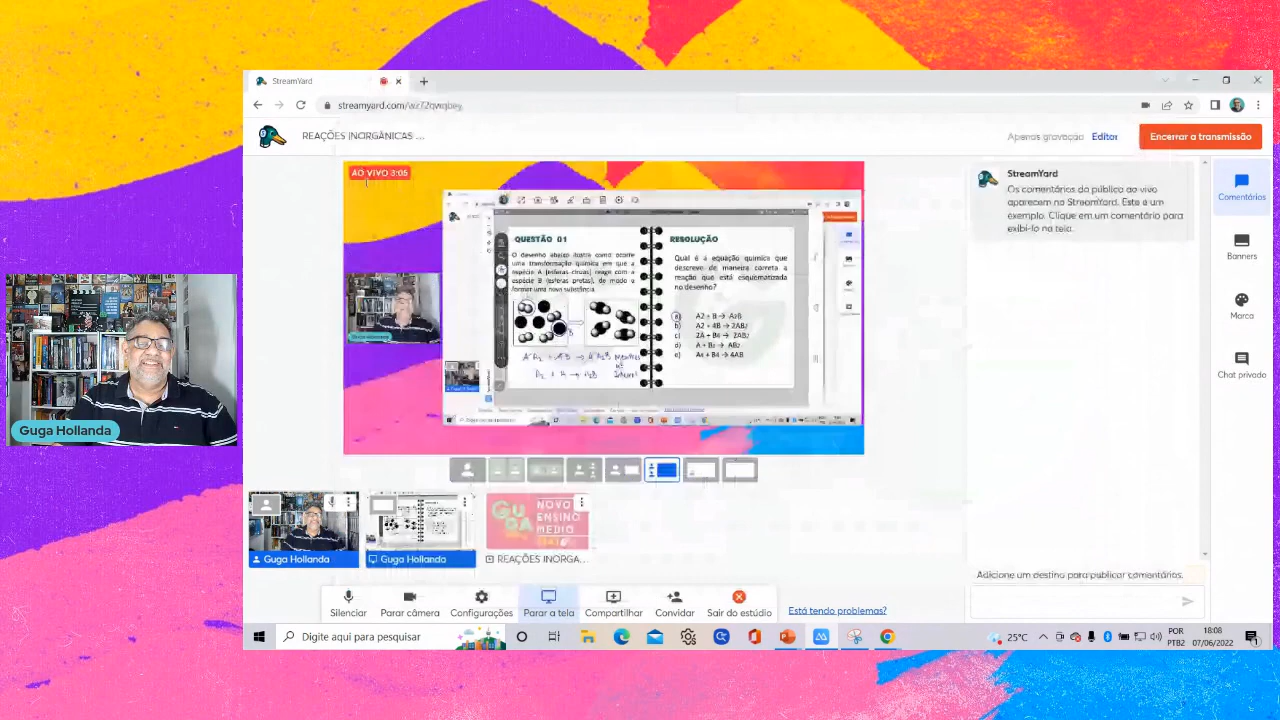 StreamYard
streamyard.com/wz72qvxqbey
REAÇÕES INORGÂNICAS ...
Apenas gravação
Editor
Encerrar a transmissão
AO VIVO 3:05
QUESTÃO 01
O desenho abaixo ilustra como ocorre
uma transformação química em que a
espécie A (esferas cinzas) reage com a
espécie B (esferas pretas), de modo a
formar uma nova substância.
RESOLUÇÃO
Qual é a equação química que
descreve de maneira correta a
reação que está esquematizada
no desenho?
a) A2 + B → A2B
b) A2 + 4B → 2AB2
c) 2A + B4 → 2AB2
d) A + B2 → AB2
e) A4 + B4 → 4AB
StreamYard
Os comentários do público ao vivo
aparecem no StreamYard. Este é um
exemplo. Clique em um comentário para
exibi-lo na tela.
Comentários
Banners
Marca
Chat privado
Guga Hollanda
Guga Hollanda
Guga Hollanda
GUGA
NOVO
ENSINO
MEDIO
REAÇÕES INORGA...
Adicione um destino para publicar comentários.
Silenciar
Parar câmera
Configurações
Parar a tela
Compartilhar
Convidar
Sair do estúdio
Está tendo problemas?
Digite aqui para pesquisar
25°C
POR
PTB2
18:08
07/06/2022